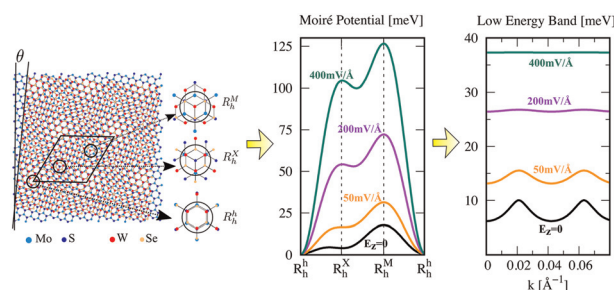 θ
R_h^M
R_h^X
R_h^h
Mo S W Se
Moiré Potential [meV]
125
100
75
50
25
0
400mV/Å
200mV/Å
50mV/Å
E_z=0
R_h^h R_h^X R_h^M R_h^h
Low Energy Band [meV]
40
30
20
10
400mV/Å
200mV/Å
50mV/Å
E_z=0
0 0.02 0.04 0.06
k [Å⁻¹]